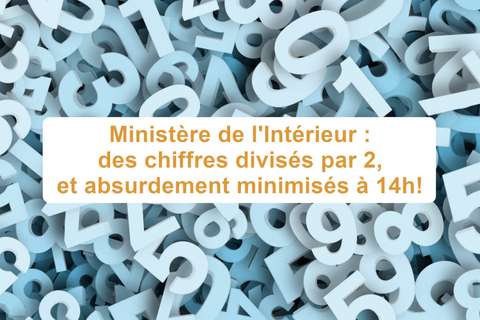 Ministère de l'Intérieur :
des chiffres divisés par 2,
et absurdement minimisés à 14h!